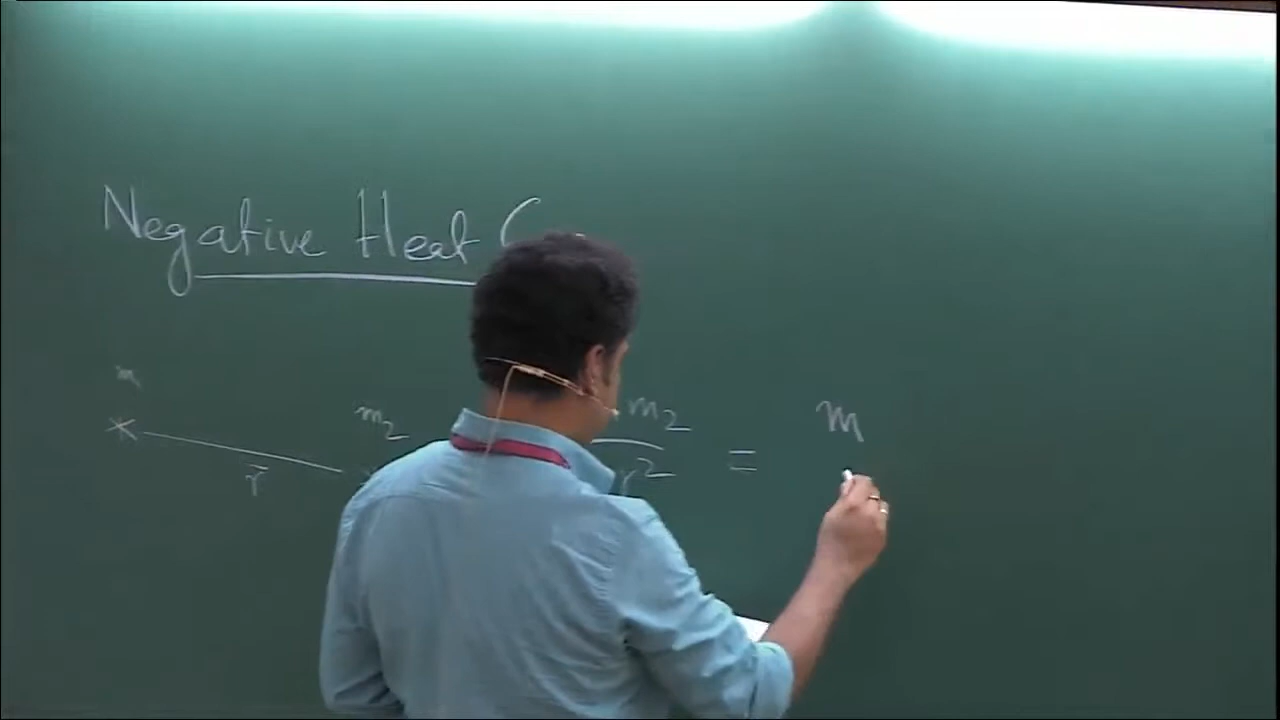 Negative Heat C
m m₂ m₂ = m
r̄ r²